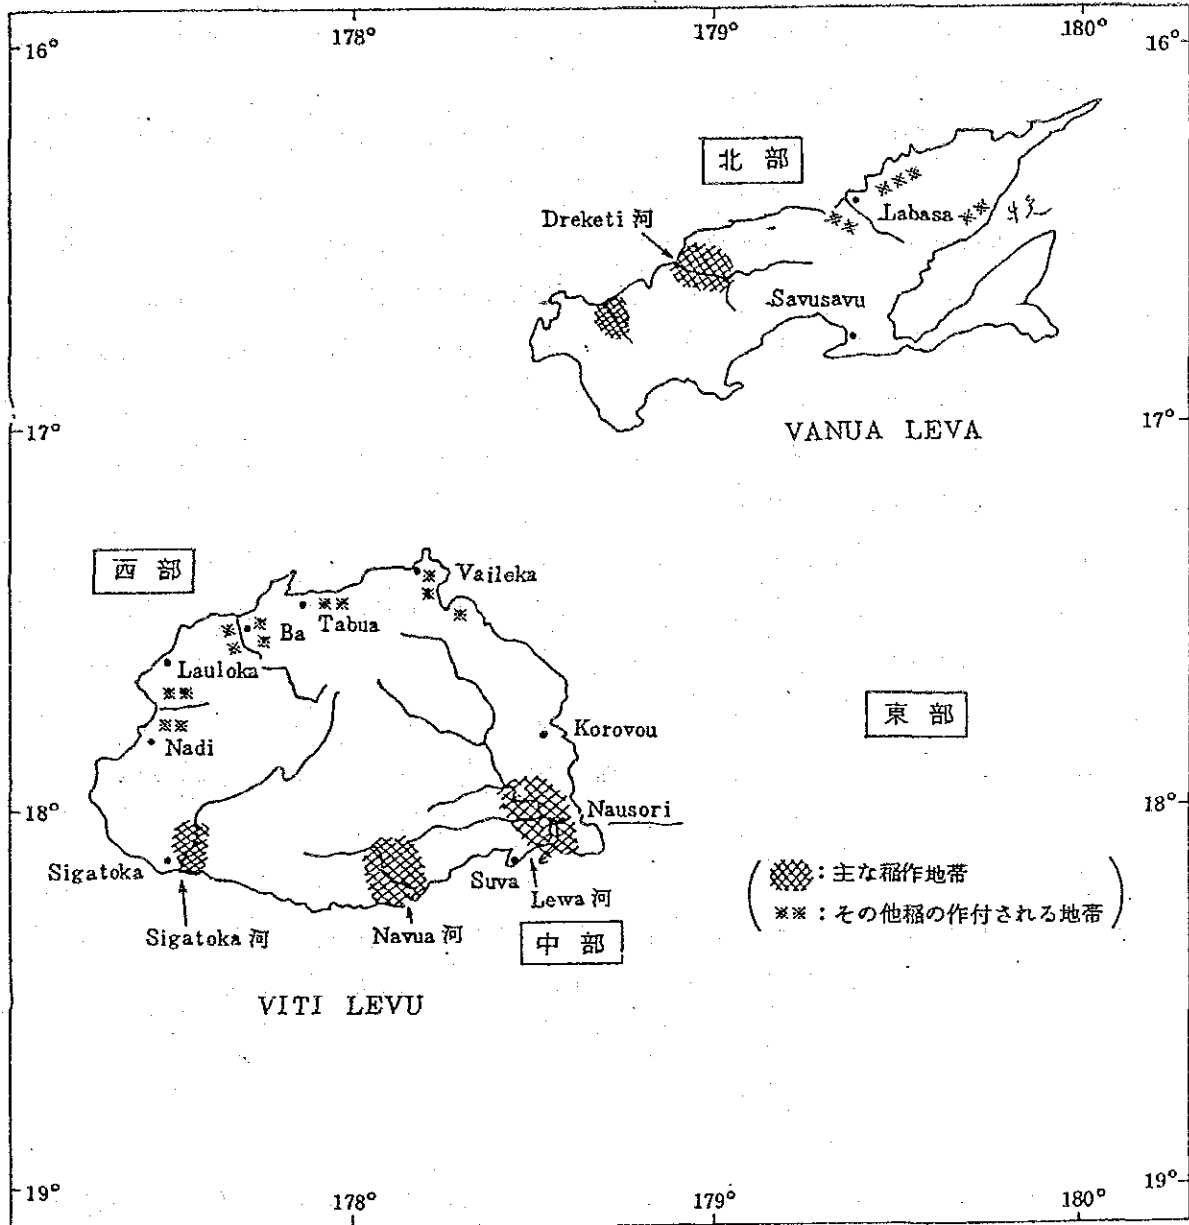 178°
179°
180°
16°
16°
北 部
Dreketi 河
Labasa
Savusavu
17°
17°
VANUA LEVA
西 部
Vaileka
Tabua
Ba
Lauloka
Nadi
Korovou
東 部
18°
18°
Nausori
Sigatoka
Suva
Lewa 河
Sigatoka 河
Navua 河
中 部
:主な稲作地帯
※※:その他稲の作付される地帯
VITI LEVU
19°
19°
178°
179°
180°